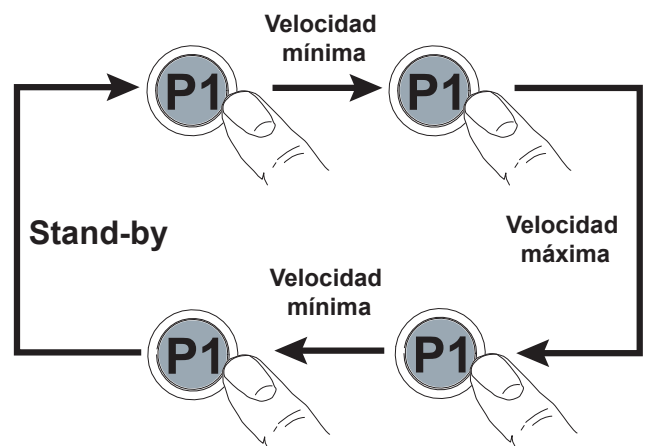 Velocidad
mínima
P1
P1
Stand-by
Velocidad
máxima
Velocidad
mínima
P1
P1